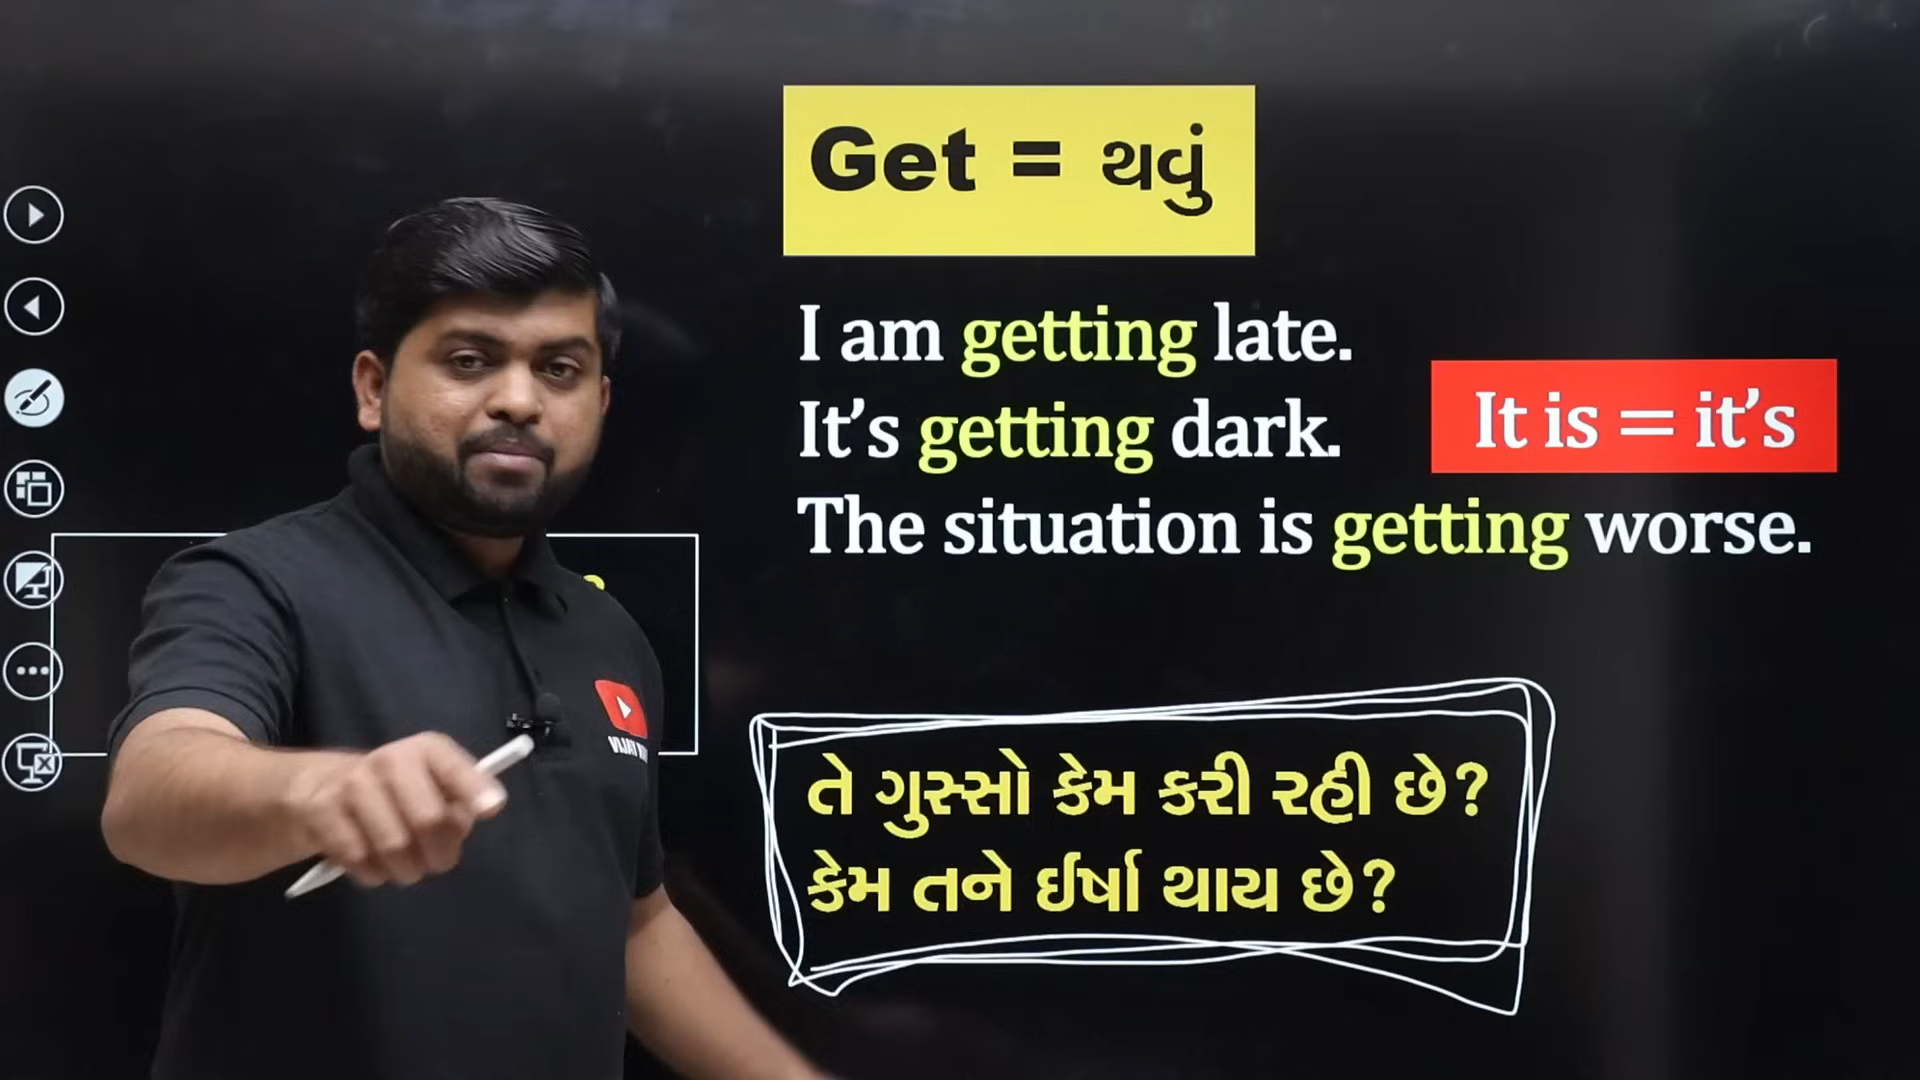 Get = થવું
I am getting late.
It’s getting dark.
It is = it’s
The situation is getting worse.
તે ગુસ્સો કેમ કરી રહી છે?
કેમ તને ઈર્ષા થાય છે?
VIJAY